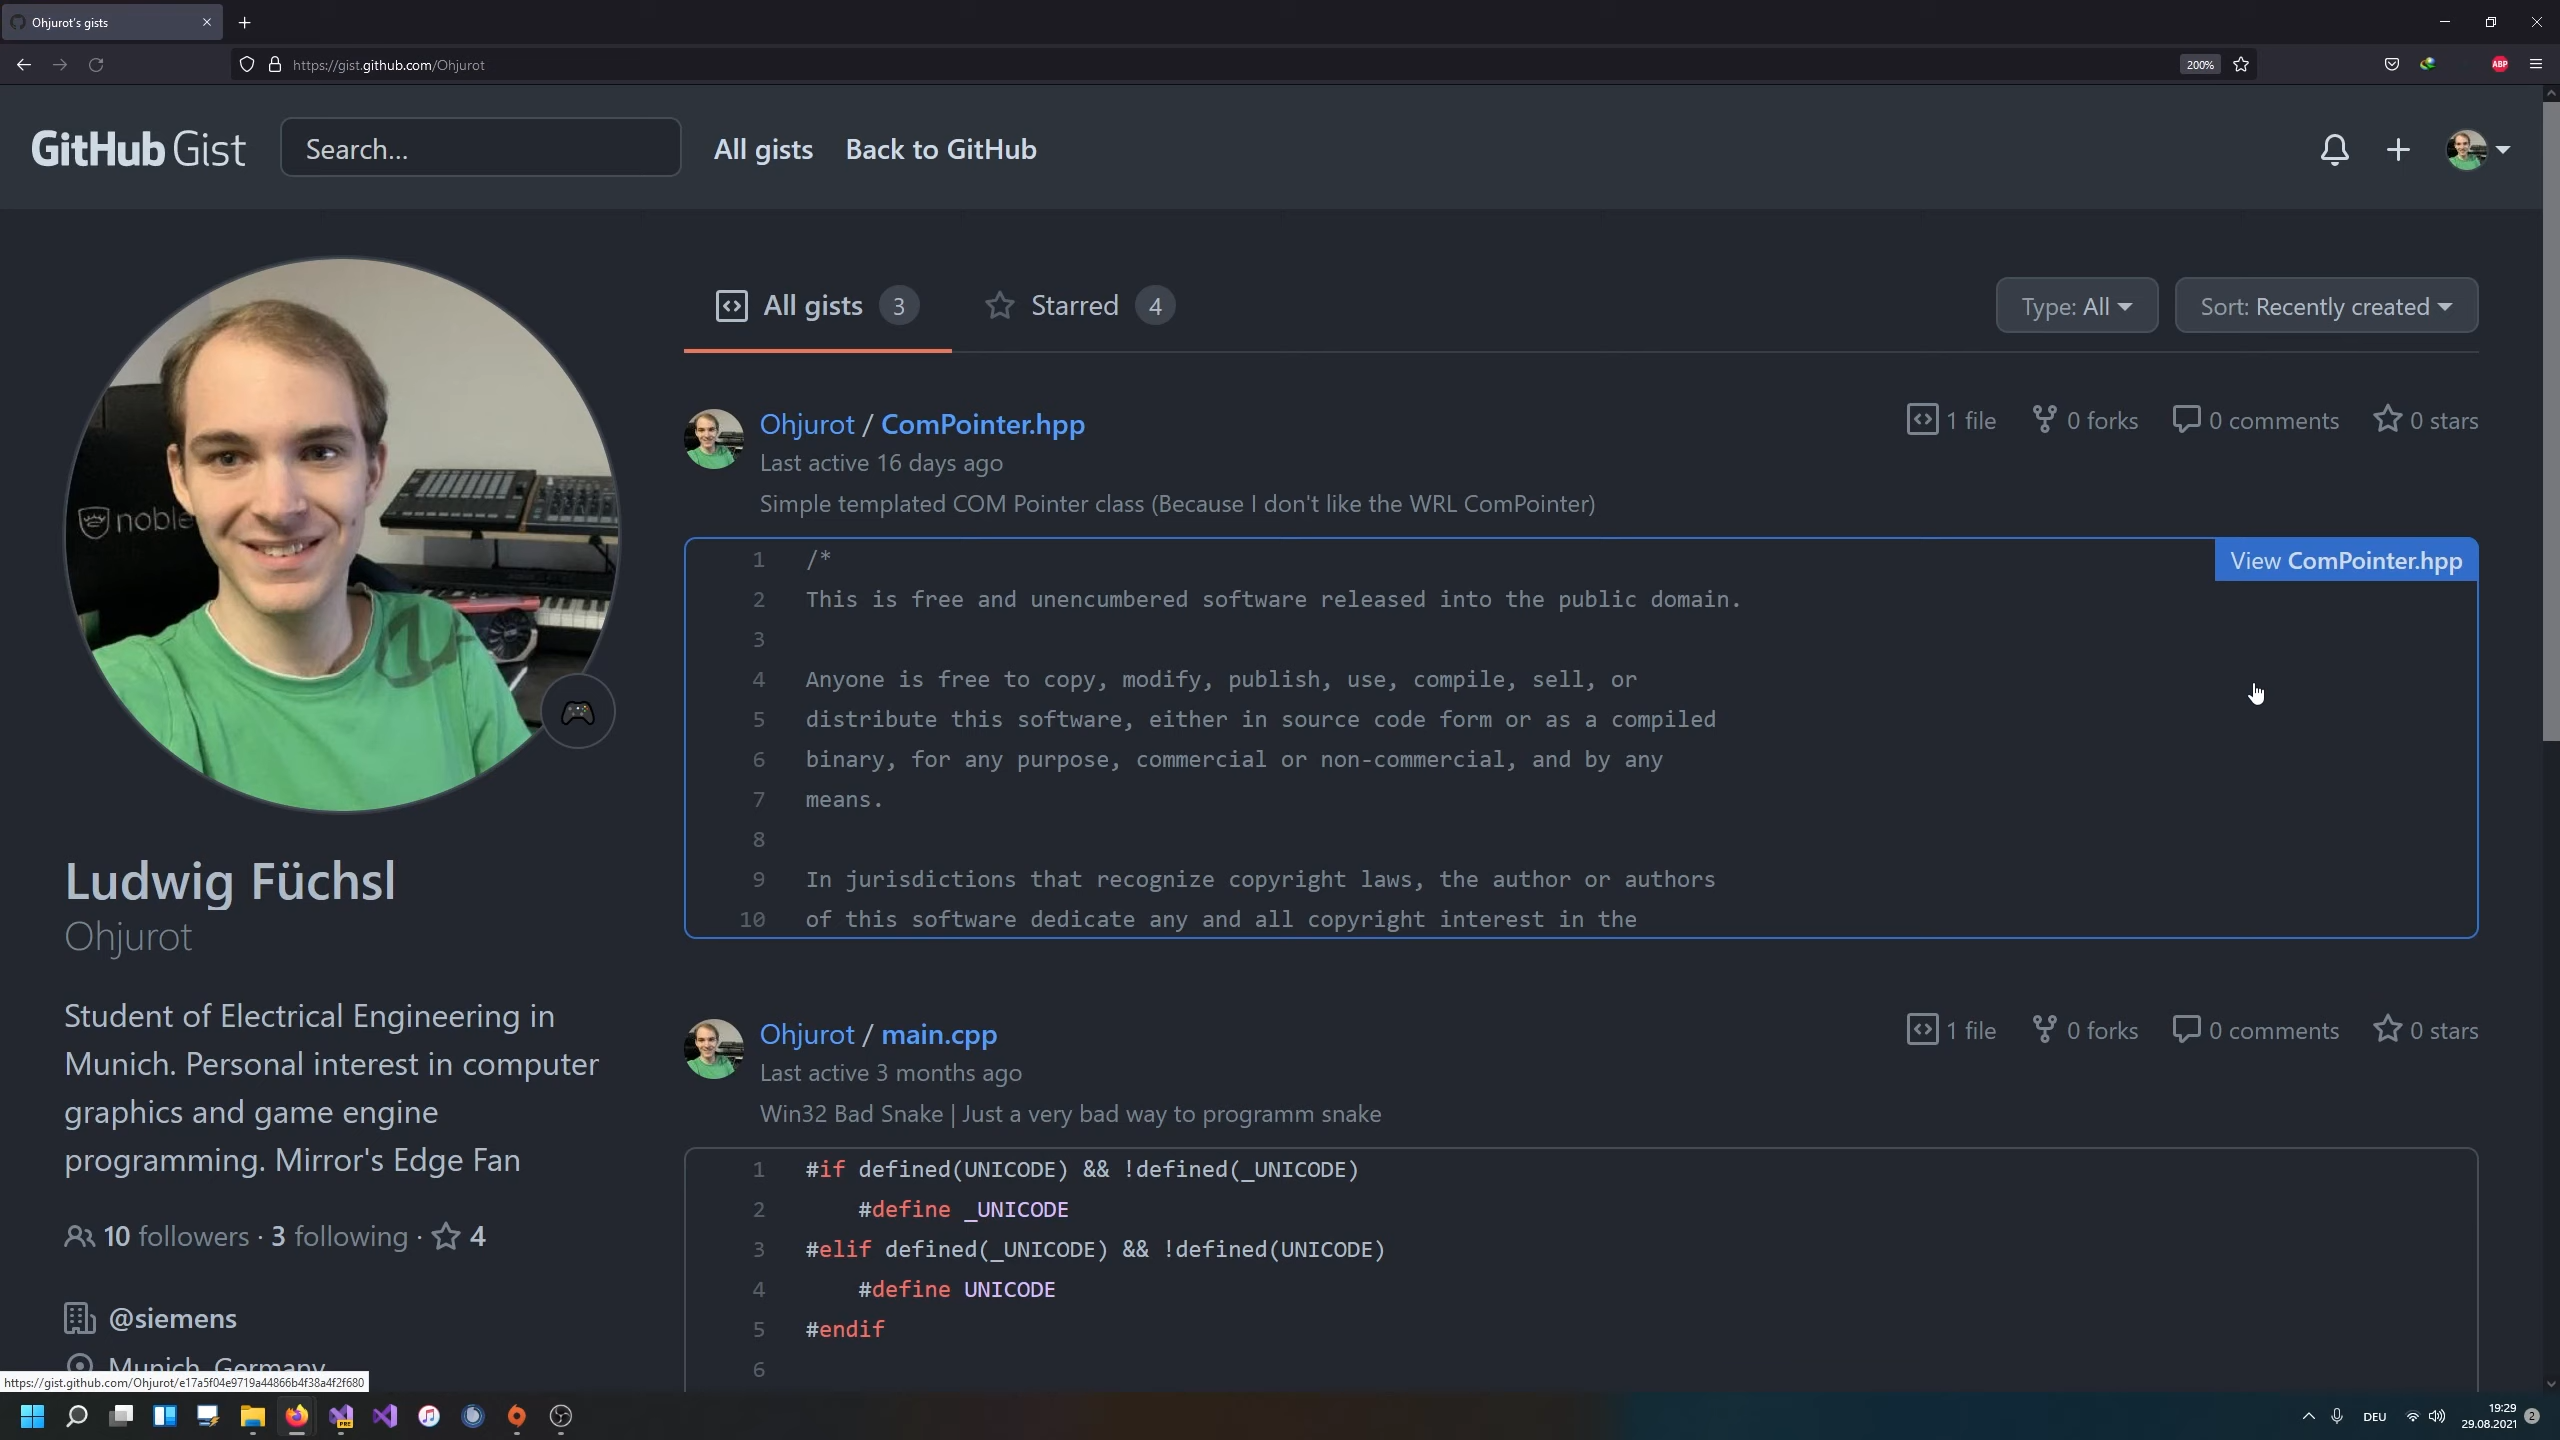 Ohjurot's gists
https://gist.github.com/Ohjurot
200%
ABP
GitHub Gist
Search...
All gists
Back to GitHub
noble
Ludwig Füchsl
Ohjurot
Student of Electrical Engineering in
Munich. Personal interest in computer
graphics and game engine
programming. Mirror's Edge Fan
10 followers · 3 following · 4
@siemens
Munich, Germany
All gists 3
Starred 4
Type: All
Sort: Recently created
Ohjurot / ComPointer.hpp
1 file
0 forks
0 comments
0 stars
Last active 16 days ago
Simple templated COM Pointer class (Because I don't like the WRL ComPointer)
View ComPointer.hpp
1 /*
2 This is free and unencumbered software released into the public domain.
3
4 Anyone is free to copy, modify, publish, use, compile, sell, or
5 distribute this software, either in source code form or as a compiled
6 binary, for any purpose, commercial or non-commercial, and by any
7 means.
8
9 In jurisdictions that recognize copyright laws, the author or authors
10 of this software dedicate any and all copyright interest in the
Ohjurot / main.cpp
1 file
0 forks
0 comments
0 stars
Last active 3 months ago
Win32 Bad Snake | Just a very bad way to programm snake
1 #if defined(UNICODE) && !defined(_UNICODE)
2 #define _UNICODE
3 #elif defined(_UNICODE) && !defined(UNICODE)
4 #define UNICODE
5 #endif
6
https://gist.github.com/Ohjurot/e17a5f04e9719a44866b4f38a4f2f680
PRE
DEU
19:29
29.08.2021
2